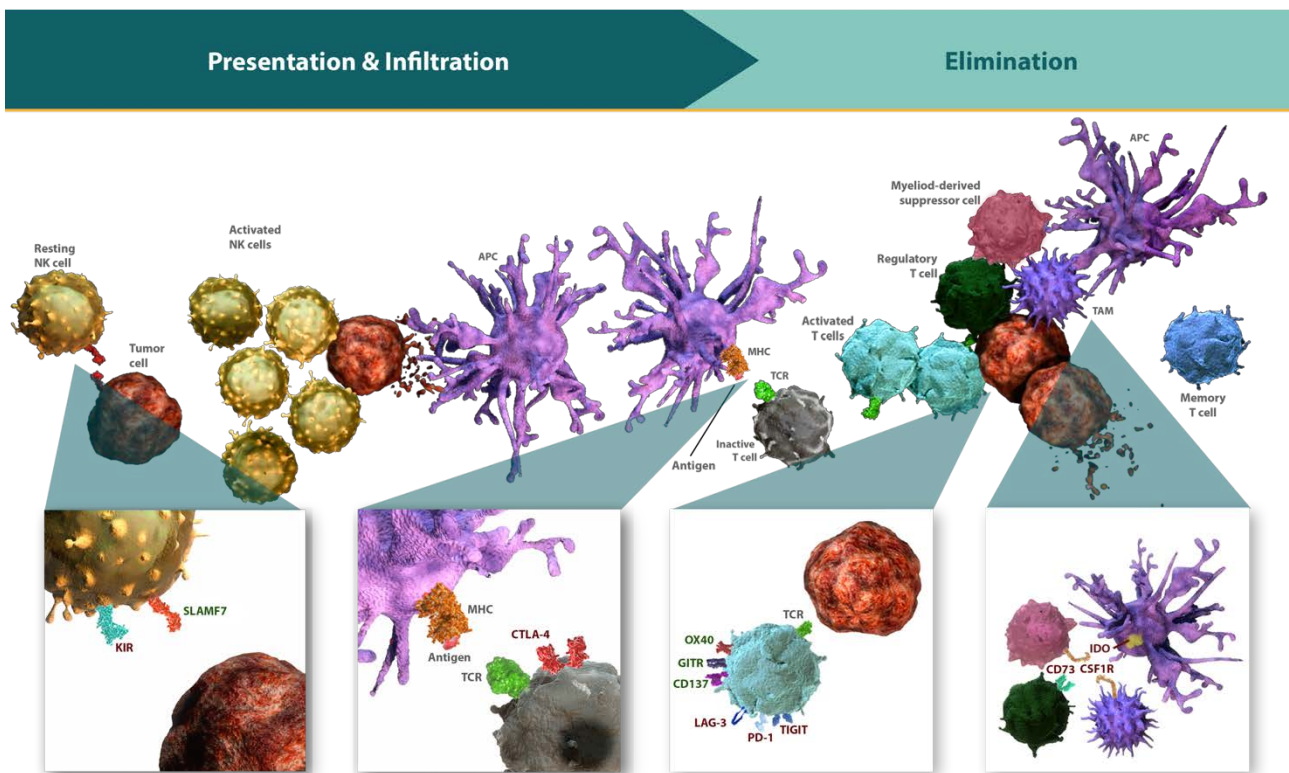 Presentation & Infiltration
Elimination
Resting
NK cell
Tumor
cell
Activated
NK cells
APC
MHC
TCR
Inactive
T cell
Antigen
Activated
T cells
Myeliod-derived
suppressor cell
Regulatory
T cell
APC
TAM
Memory
T cell
SLAMF7
KIR
MHC
CTLA-4
Antigen
TCR
TCR
OX40
GITR
CD137
LAG-3
PD-1
TIGIT
IDO
CD73
CSF1R